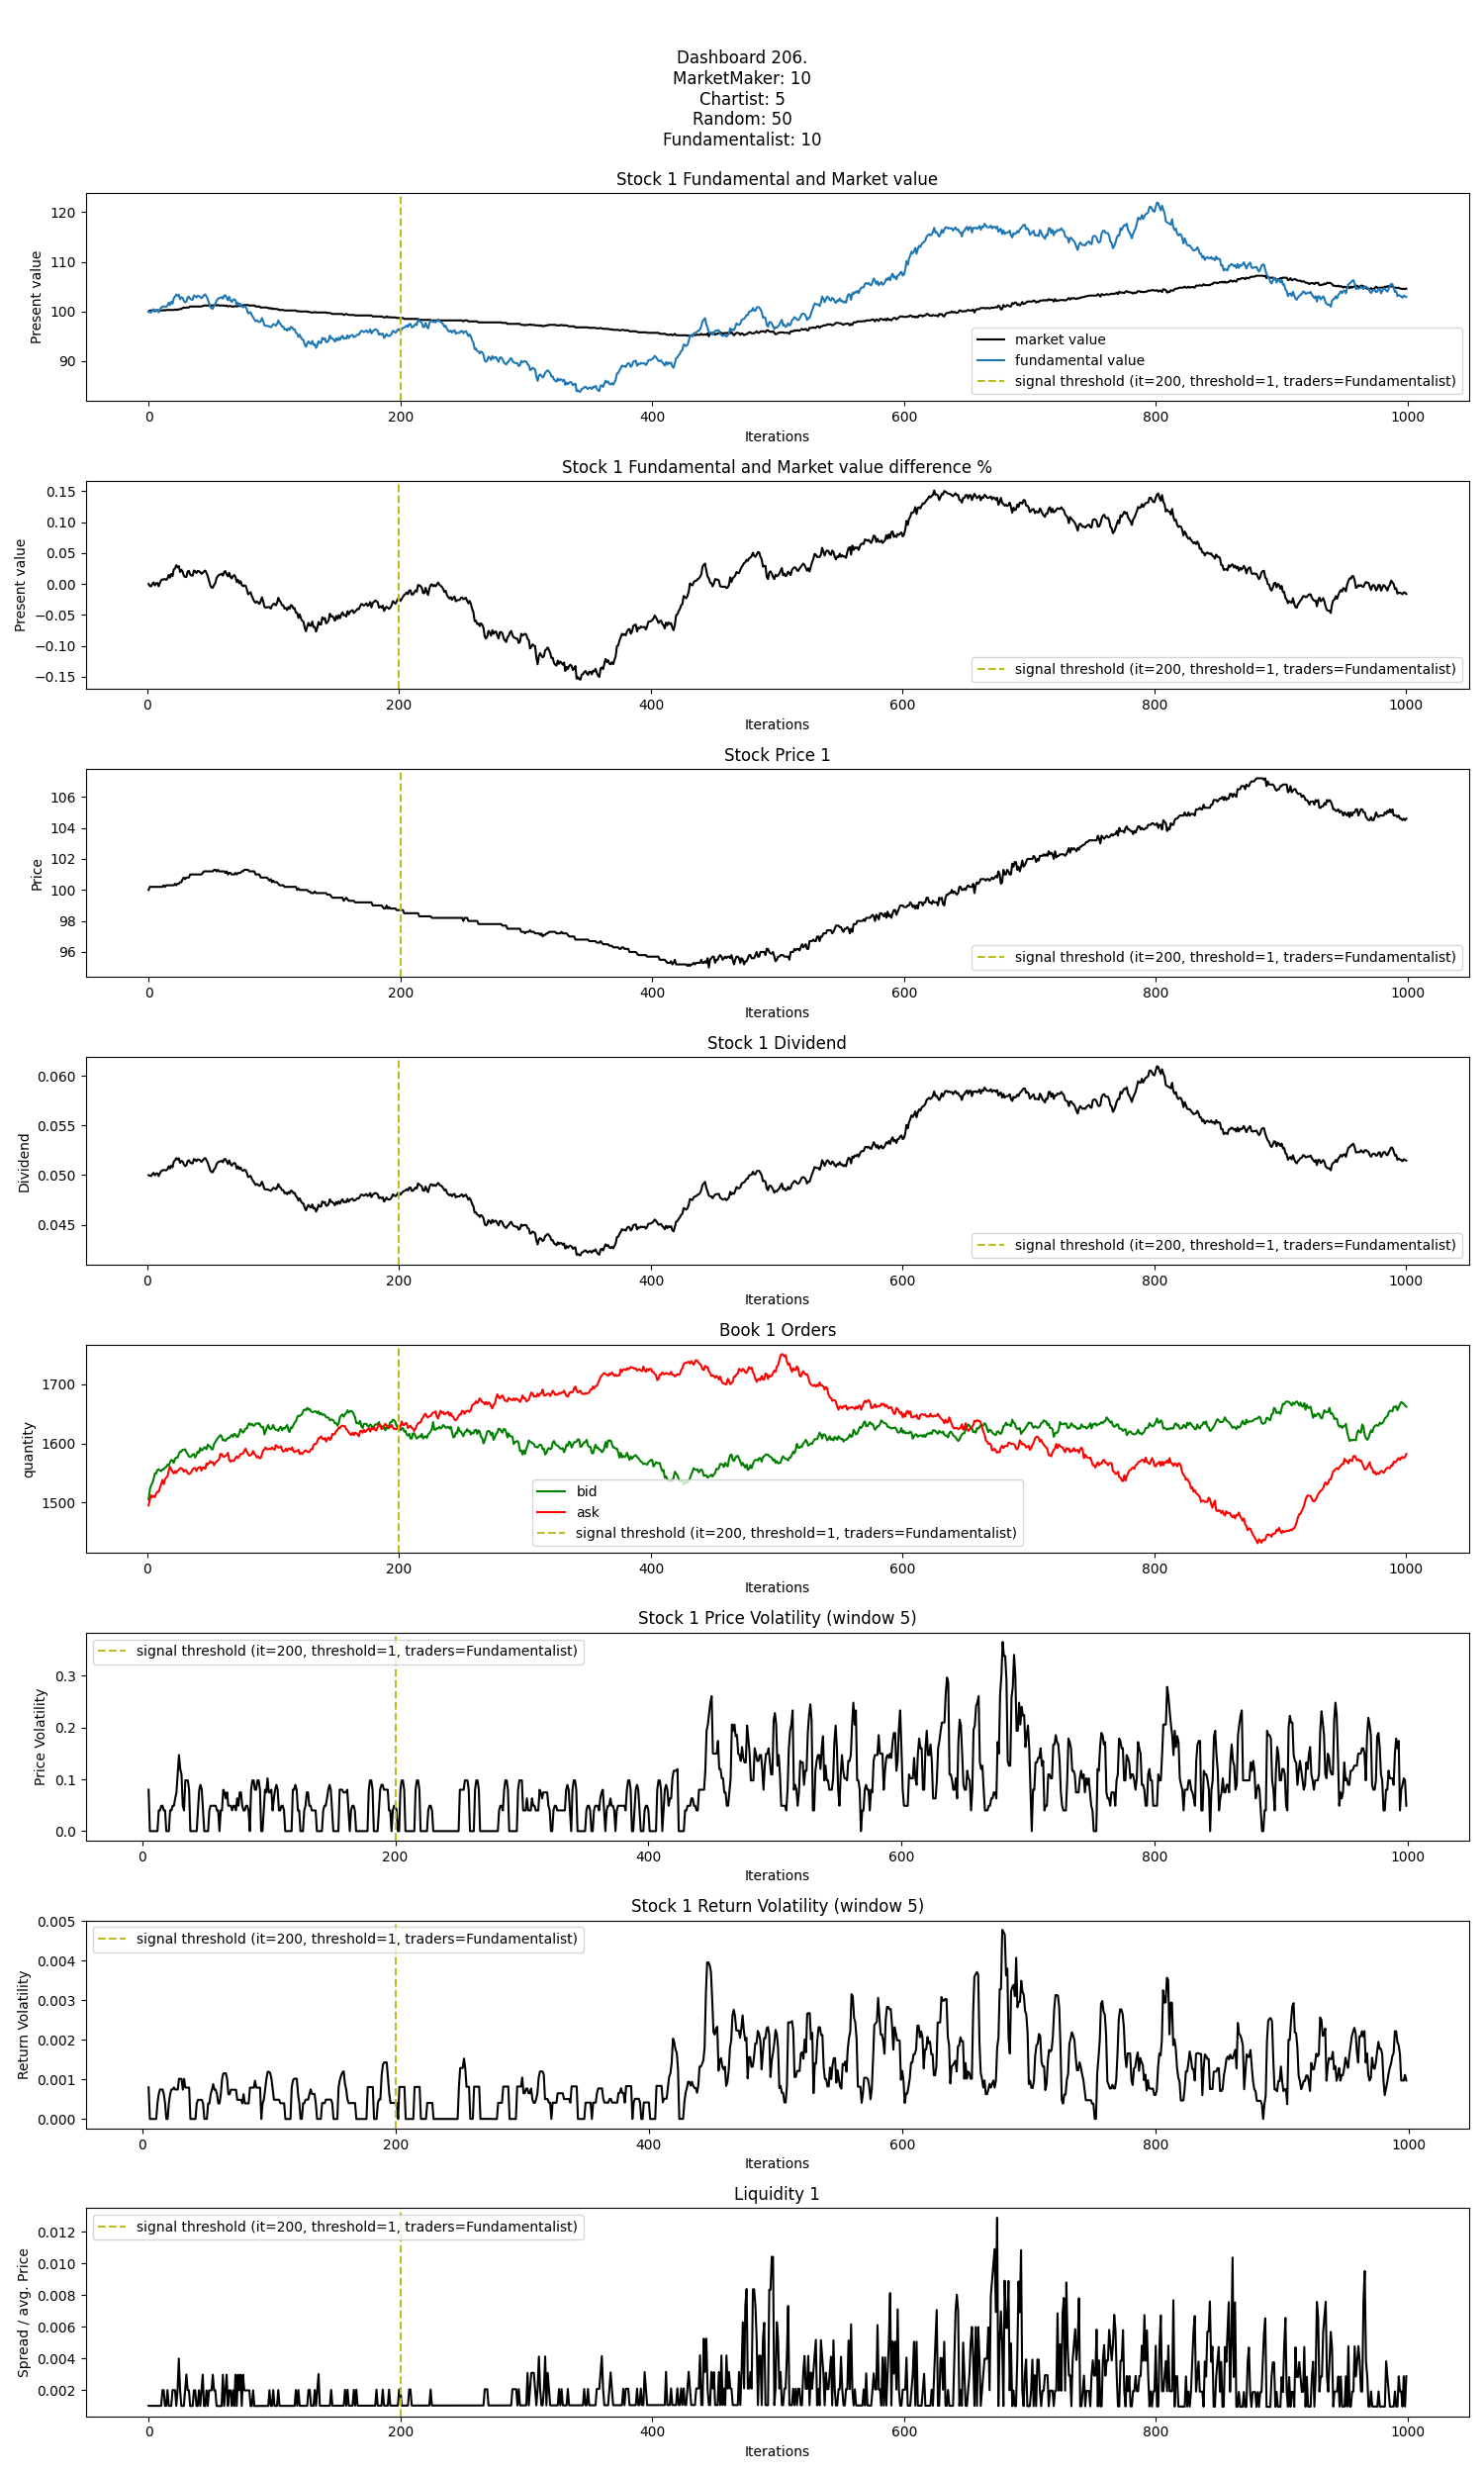 Dashboard 206.
MarketMaker: 10
Chartist: 5
Random: 50
Fundamentalist: 10
Stock 1 Fundamental and Market value
Present value
120
110
100
90
market value
fundamental value
signal threshold (it=200, threshold=1, traders=Fundamentalist)
0 200 400 600 800 1000
Iterations
Stock 1 Fundamental and Market value difference %
Present value
0.15
0.10
0.05
0.00
−0.05
−0.10
−0.15
signal threshold (it=200, threshold=1, traders=Fundamentalist)
0 200 400 600 800 1000
Iterations
Stock Price 1
Price
106
104
102
100
98
96
signal threshold (it=200, threshold=1, traders=Fundamentalist)
0 200 400 600 800 1000
Iterations
Stock 1 Dividend
Dividend
0.060
0.055
0.050
0.045
signal threshold (it=200, threshold=1, traders=Fundamentalist)
0 200 400 600 800 1000
Iterations
Book 1 Orders
quantity
1700
1600
1500
bid
ask
signal threshold (it=200, threshold=1, traders=Fundamentalist)
0 200 400 600 800 1000
Iterations
Stock 1 Price Volatility (window 5)
signal threshold (it=200, threshold=1, traders=Fundamentalist)
Price Volatility
0.3
0.2
0.1
0.0
0 200 400 600 800 1000
Iterations
Stock 1 Return Volatility (window 5)
signal threshold (it=200, threshold=1, traders=Fundamentalist)
Return Volatility
0.005
0.004
0.003
0.002
0.001
0.000
0 200 400 600 800 1000
Iterations
Liquidity 1
signal threshold (it=200, threshold=1, traders=Fundamentalist)
Spread / avg. Price
0.012
0.010
0.008
0.006
0.004
0.002
0 200 400 600 800 1000
Iterations